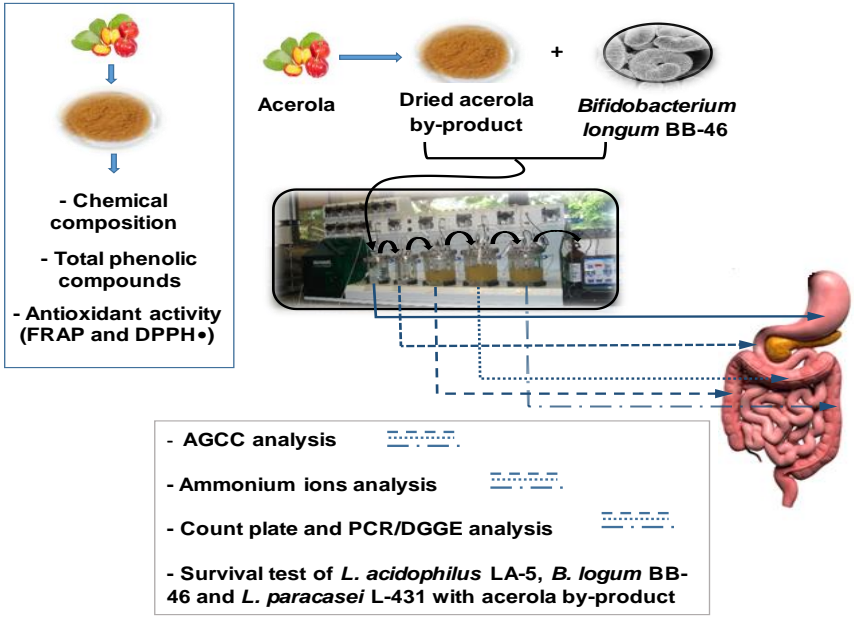 - Chemical
composition
- Total phenolic
compounds
- Antioxidant activity
(FRAP and DPPH●)
Acerola
Dried acerola
by-product
+
Bifidobacterium
longum BB-46
- AGCC analysis
- Ammonium ions analysis
- Count plate and PCR/DGGE analysis
- Survival test of L. acidophilus LA-5, B. logum BB-
46 and L. paracasei L-431 with acerola by-product